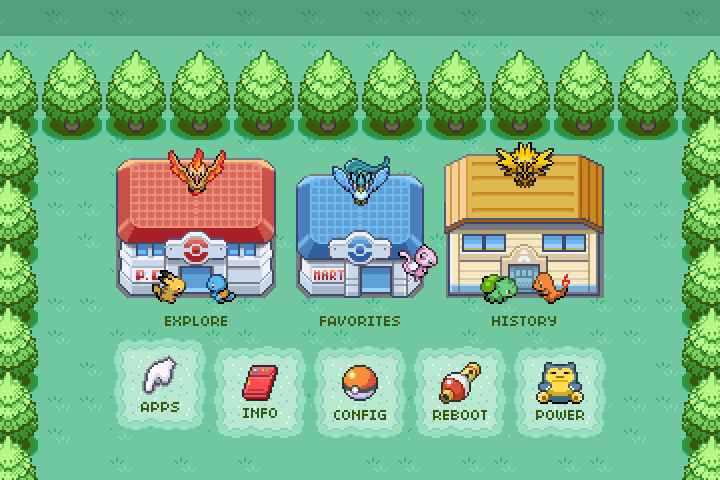 P.C
MART
EXPLORE
FAVORITES
HISTORY
APPS
INFO
CONFIG
REBOOT
POWER